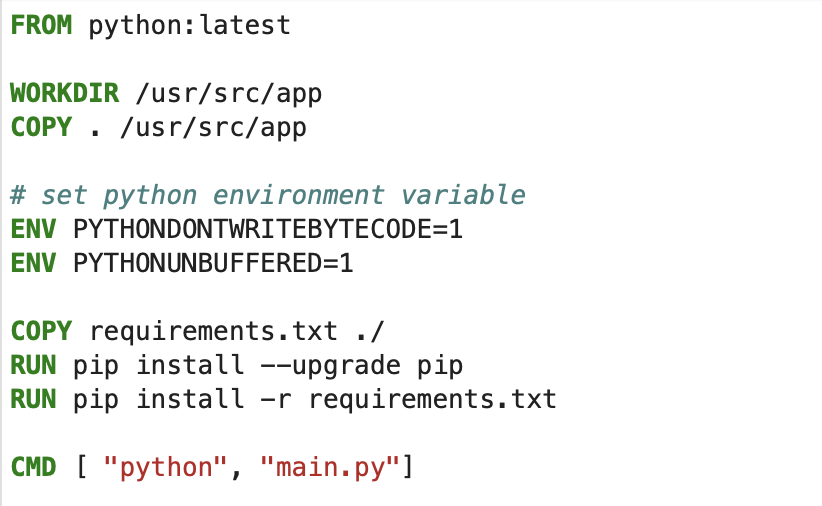 FROM python:latest
WORKDIR /usr/src/app
COPY . /usr/src/app
# set python environment variable
ENV PYTHONDONTWRITEBYTECODE=1
ENV PYTHONUNBUFFERED=1
COPY requirements.txt ./
RUN pip install --upgrade pip
RUN pip install -r requirements.txt
CMD [ "python", "main.py"]